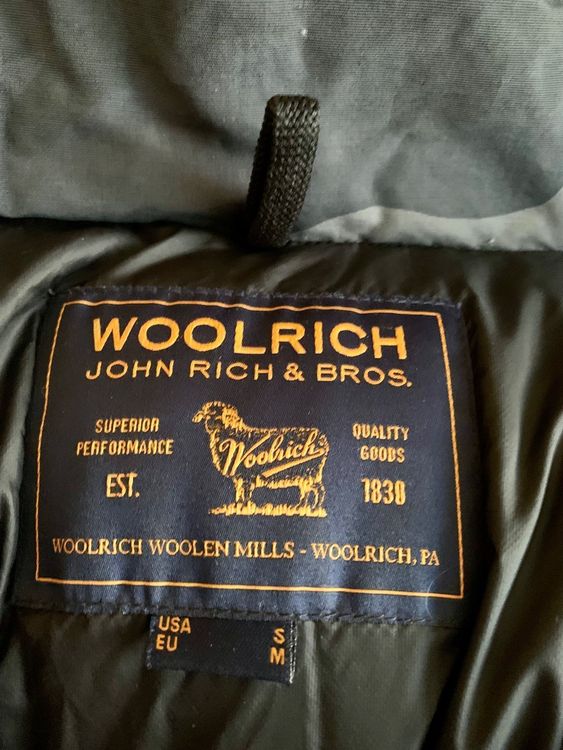 WOOLRICH
JOHN RICH & BROS.
SUPERIOR
PERFORMANCE
EST.
Woolrich
QUALITY
GOODS
1830
WOOLRICH WOOLEN MILLS - WOOLRICH, PA
USA S
EU M